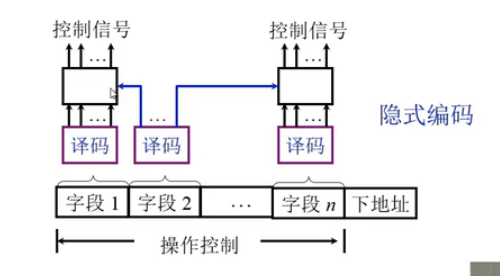 控制信号 控制信号
… …
… …
… … …
隐式编码
译码 译码 译码
字段 1 字段 2 … 字段 n 下地址
操作控制